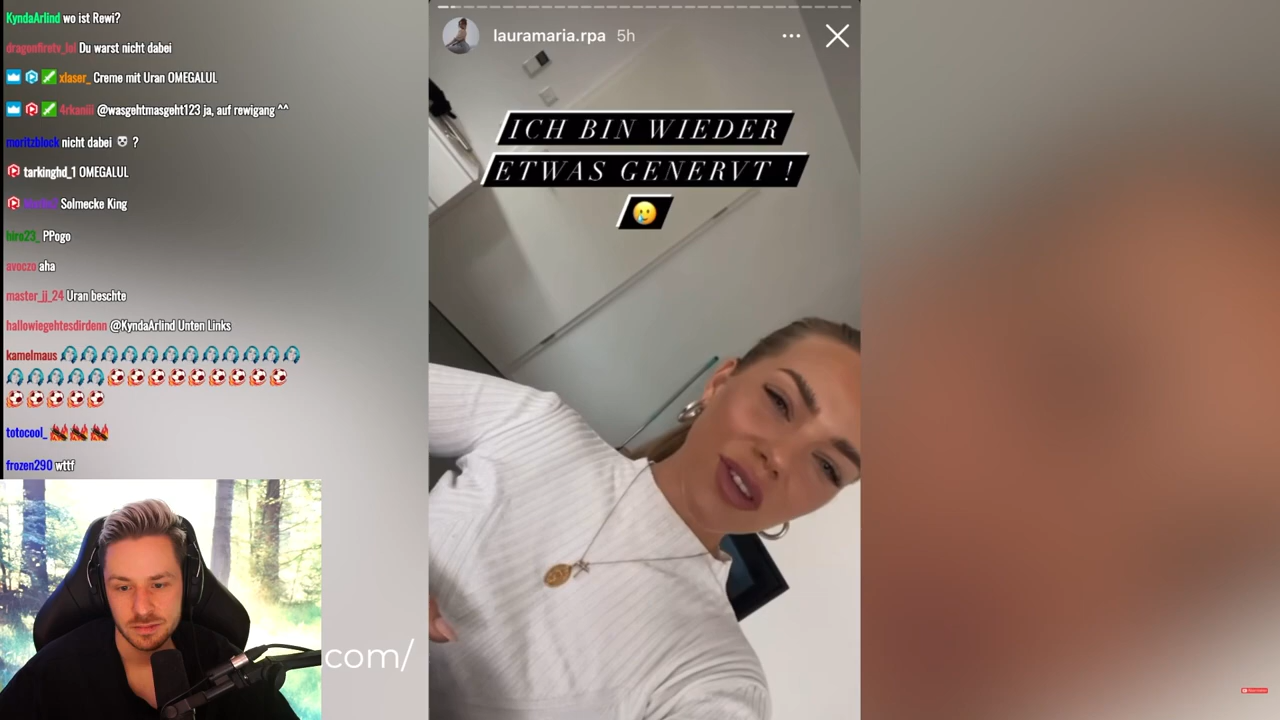 KyndaArlind wo ist Rewi?
dragonfiretv_lol Du warst nicht dabei
xlaser_ Creme mit Uran OMEGALUL
4rkaniii @wasgehtmasgeht123 ja, auf rewigang ^^
moritzblock nicht dabei ?
tarkinghd_1 OMEGALUL
Solmecke King
hiro23_ PPogo
avoczo aha
master_jj_24 Uran beschte
hallowiegehtesdirdenn @KyndaArlind Unten Links
kamelmaus
totocool_
frozen290 wttf
com/
lauramaria.rpa 5h
ICH BIN WIEDER
ETWAS GENERVT !